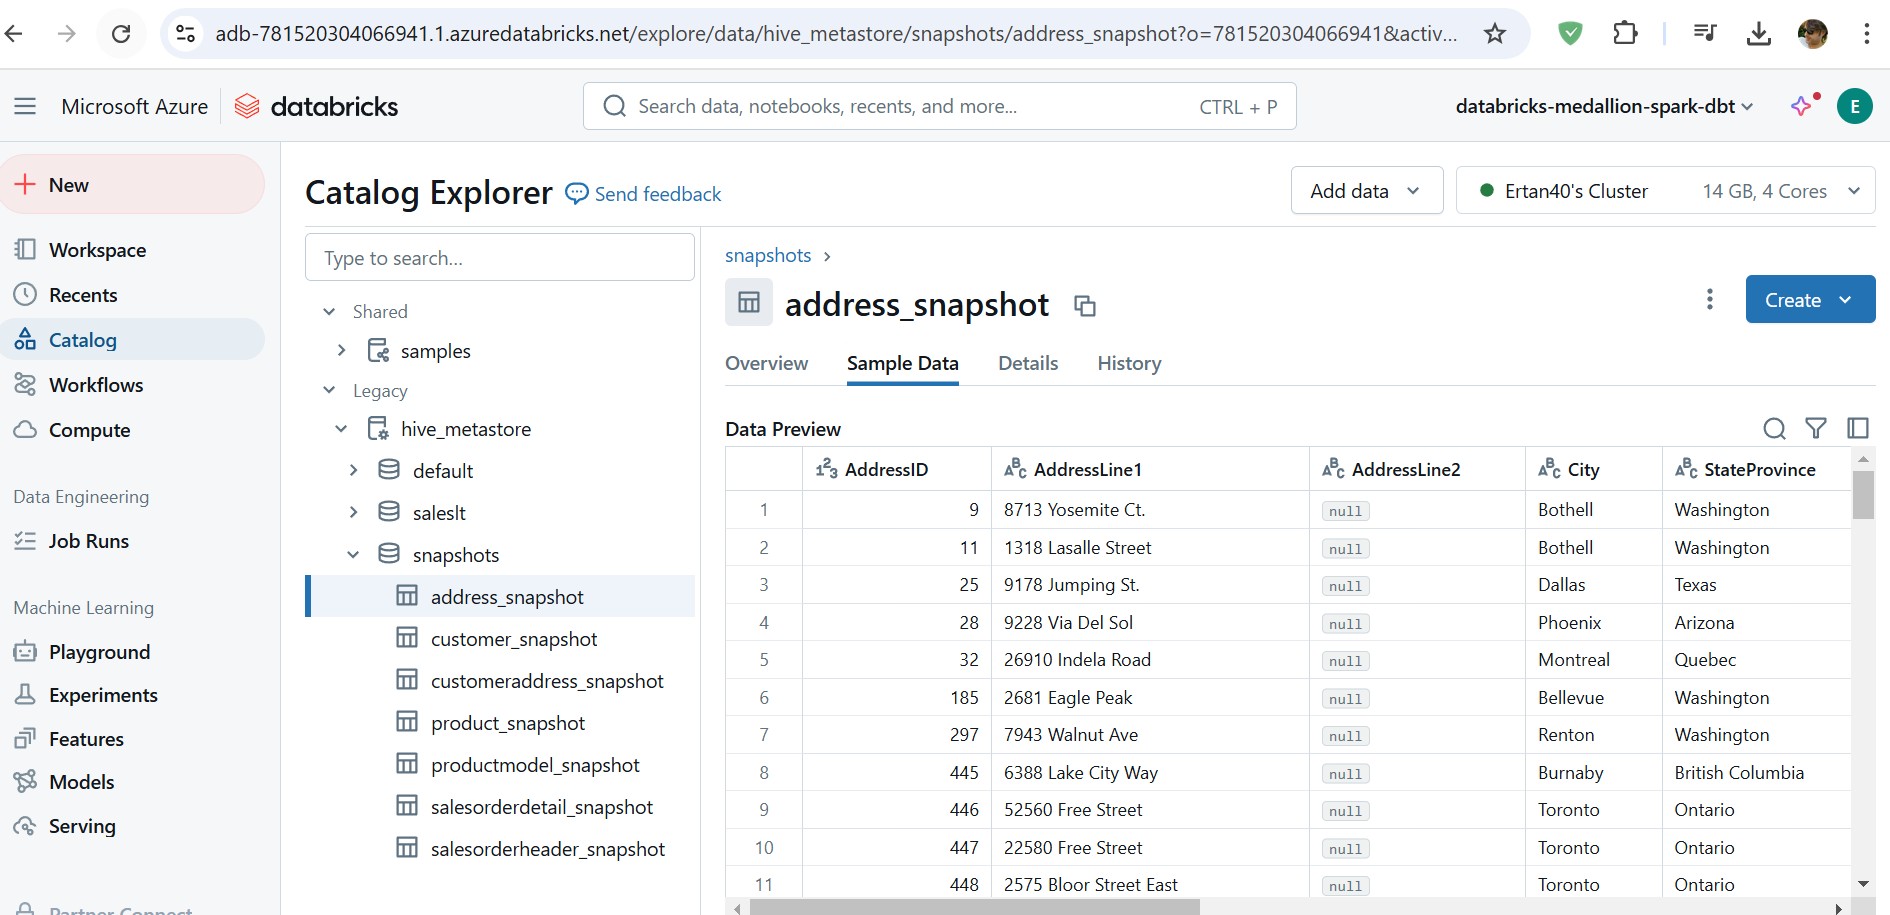 adb-781520304066941.1.azuredatabricks.net/explore/data/hive_metastore/snapshots/address_snapshot?o=781520304066941&activ...
Microsoft Azure databricks
Search data, notebooks, recents, and more... CTRL + P
databricks-medallion-spark-dbt
E
New
Workspace
Recents
Catalog
Workflows
Compute
Data Engineering
Job Runs
Machine Learning
Playground
Experiments
Features
Models
Serving
Partner Connect
Catalog Explorer Send feedback
Add data
Ertan40's Cluster 14 GB, 4 Cores
Type to search...
Shared
samples
Legacy
hive_metastore
default
saleslt
snapshots
address_snapshot
customer_snapshot
customeraddress_snapshot
product_snapshot
productmodel_snapshot
salesorderdetail_snapshot
salesorderheader_snapshot
snapshots >
address_snapshot
Create
Overview Sample Data Details History
Data Preview
AddressID AddressLine1 AddressLine2 City StateProvince
1 9 8713 Yosemite Ct. null Bothell Washington
2 11 1318 Lasalle Street null Bothell Washington
3 25 9178 Jumping St. null Dallas Texas
4 28 9228 Via Del Sol null Phoenix Arizona
5 32 26910 Indela Road null Montreal Quebec
6 185 2681 Eagle Peak null Bellevue Washington
7 297 7943 Walnut Ave null Renton Washington
8 445 6388 Lake City Way null Burnaby British Columbia
9 446 52560 Free Street null Toronto Ontario
10 447 22580 Free Street null Toronto Ontario
11 448 2575 Bloor Street East null Toronto Ontario